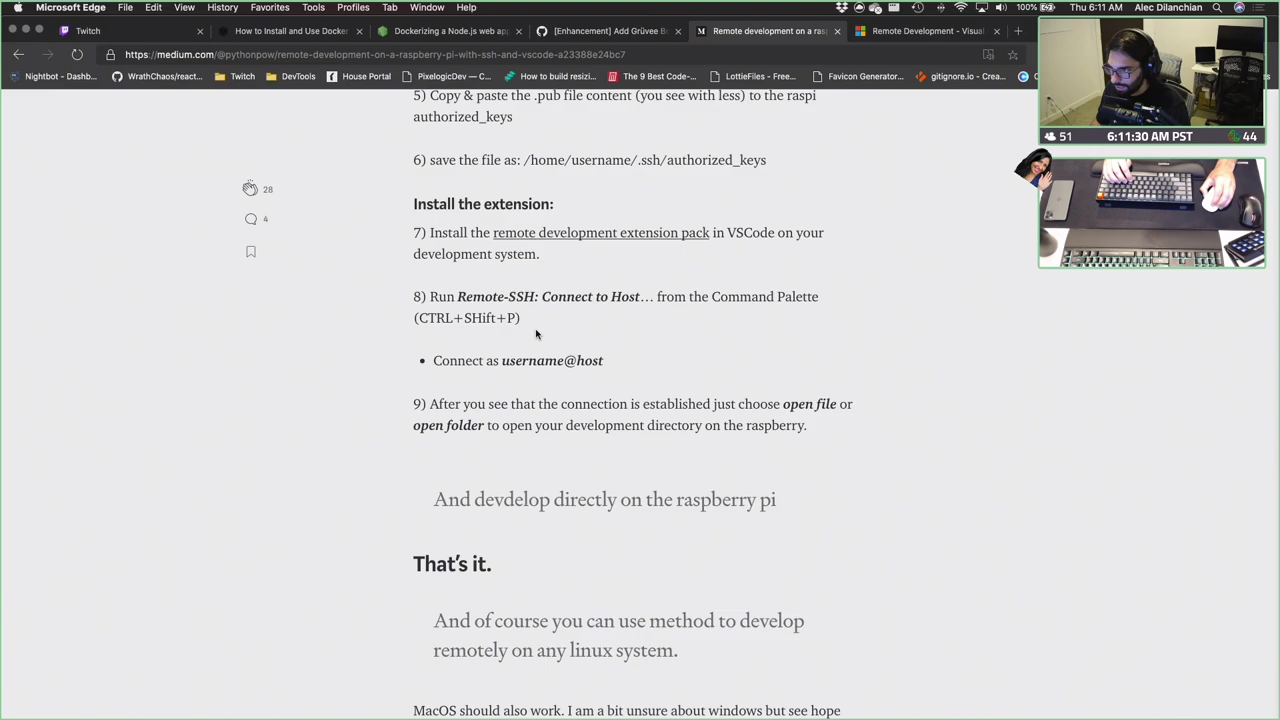 Microsoft Edge File Edit View History Favorites Tools Profiles Tab Window Help
100% Thu 6:11 AM Alec Dilanchian
Twitch
How to Install and Use Docke
Dockerizing a Node.js web app
[Enhancement] Add Grüvee Bo
Remote development on a rasp
Remote Development - Visual
https://medium.com/@pythonpow/remote-development-on-a-raspberry-pi-with-ssh-and-vscode-a23388e24bc7
Nightbot - Dashb... WrathChaos/react... Twitch DevTools House Portal PixelogicDev — C... How to build resizi... The 9 Best Code-... LottieFiles - Free... Favicon Generator... gitignore.io - Crea...
5) Copy & paste the .pub file content (you see with less) to the raspi
authorized_keys
51 6:11:30 AM PST 44
6) save the file as: /home/username/.ssh/authorized_keys
28
Install the extension:
4
7) Install the remote development extension pack in VSCode on your
development system.
8) Run Remote-SSH: Connect to Host… from the Command Palette
(CTRL+SHift+P)
• Connect as username@host
9) After you see that the connection is established just choose open file or
open folder to open your development directory on the raspberry.
And devdelop directly on the raspberry pi
That's it.
And of course you can use method to develop
remotely on any linux system.
MacOS should also work. I am a bit unsure about windows but see hope